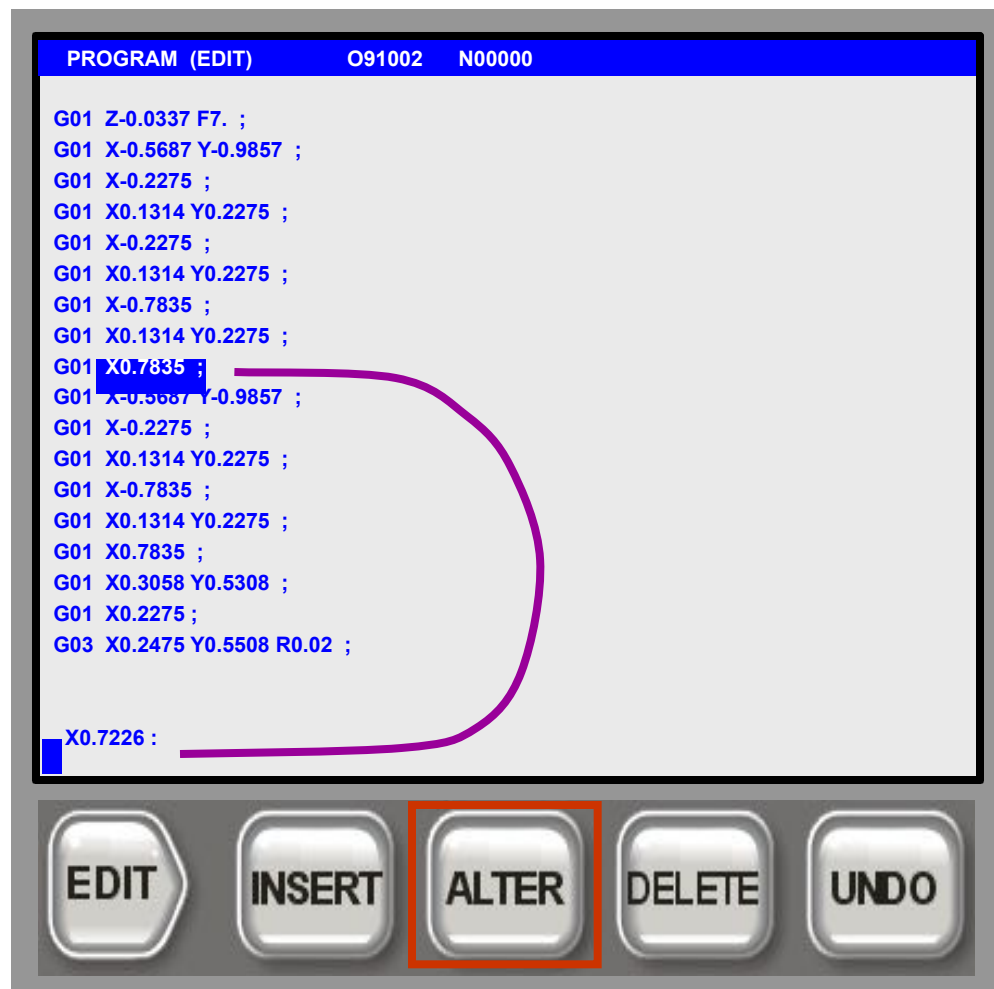 PROGRAM (EDIT) O91002 N00000
G01 Z-0.0337 F7. ;
G01 X-0.5687 Y-0.9857 ;
G01 X-0.2275 ;
G01 X0.1314 Y0.2275 ;
G01 X-0.2275 ;
G01 X0.1314 Y0.2275 ;
G01 X-0.7835 ;
G01 X0.1314 Y0.2275 ;
G01 X0.7835 ;
G01 X-0.5687 Y-0.9857 ;
G01 X-0.2275 ;
G01 X0.1314 Y0.2275 ;
G01 X-0.7835 ;
G01 X0.1314 Y0.2275 ;
G01 X0.7835 ;
G01 X0.3058 Y0.5308 ;
G01 X0.2275 ;
G03 X0.2475 Y0.5508 R0.02 ;
X0.7226 :
EDIT INSERT ALTER DELETE UNDO